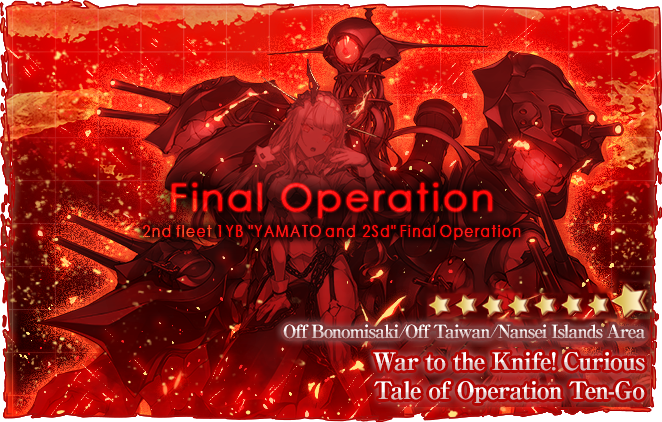 Final Operation
2nd fleet 1YB "YAMATO and 2Sd" Final Operation
Off Bonomisaki/Off Taiwan/Nansei Islands Area
War to the Knife! Curious
Tale of Operation Ten-Go